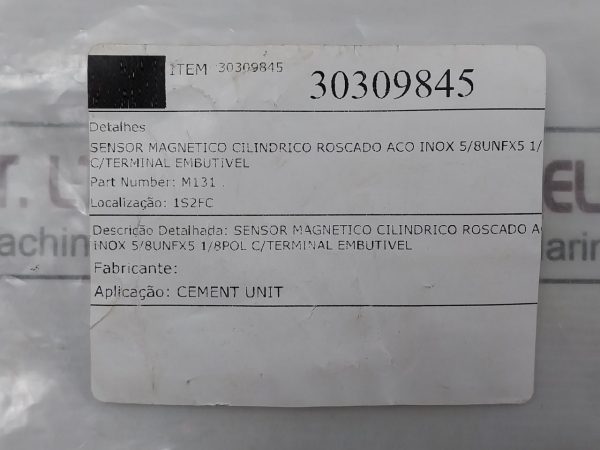 ITEM 30309845 30309845
Detalhes
SENSOR MAGNETICO CILINDRICO ROSCADO ACO INOX 5/8UNFX5 1/
C/TERMINAL EMBUTIVEL
Part Number: M131 .
Localização: 1S2FC
Descrição Detalhada: SENSOR MAGNETICO CILINDRICO ROSCADO
INOX 5/8UNFX5 1/8POL C/TERMINAL EMBUTIVEL
Fabricante:
Aplicação: CEMENT UNIT